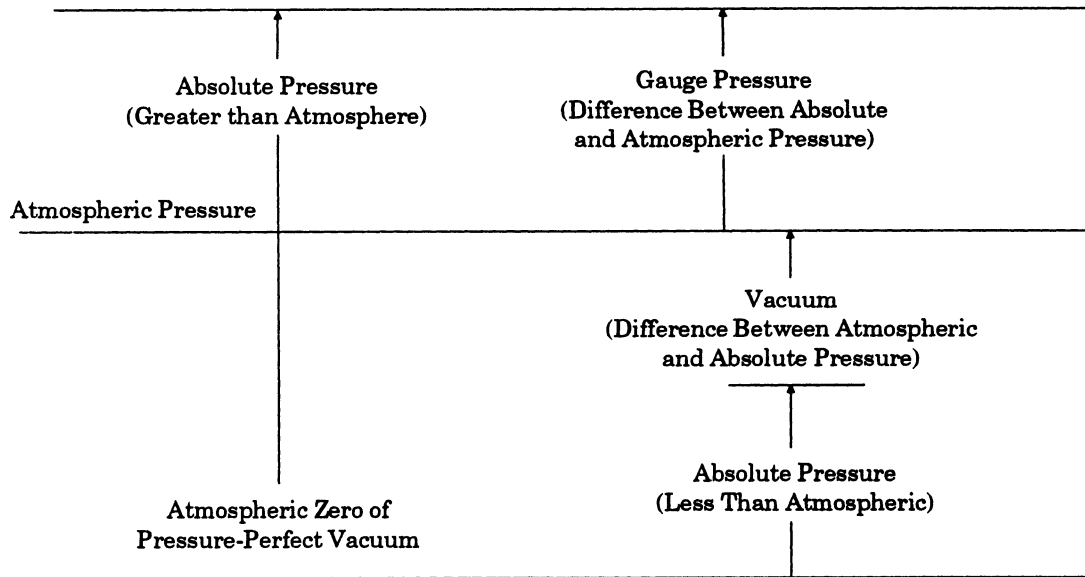 Absolute Pressure
(Greater than Atmosphere)
Gauge Pressure
(Difference Between Absolute
and Atmospheric Pressure)
Atmospheric Pressure
Vacuum
(Difference Between Atmospheric
and Absolute Pressure)
Absolute Pressure
(Less Than Atmospheric)
Atmospheric Zero of
Pressure-Perfect Vacuum